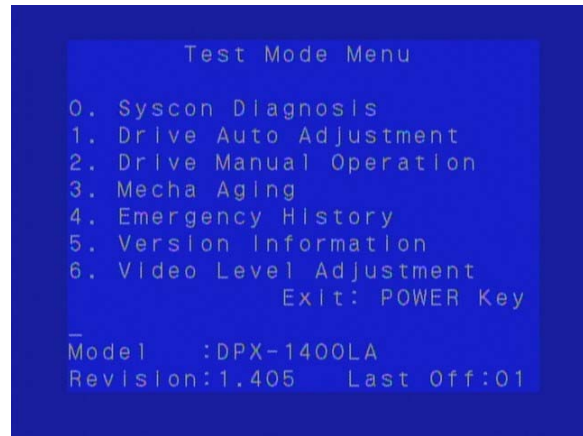 Test Mode Menu
0. Syscon Diagnosis
1. Drive Auto Adjustment
2. Drive Manual Operation
3. Mecha Aging
4. Emergency History
5. Version Information
6. Video Level Adjustment
Exit: POWER Key
_
Model :DPX-1400LA
Revision:1.405 Last Off:01